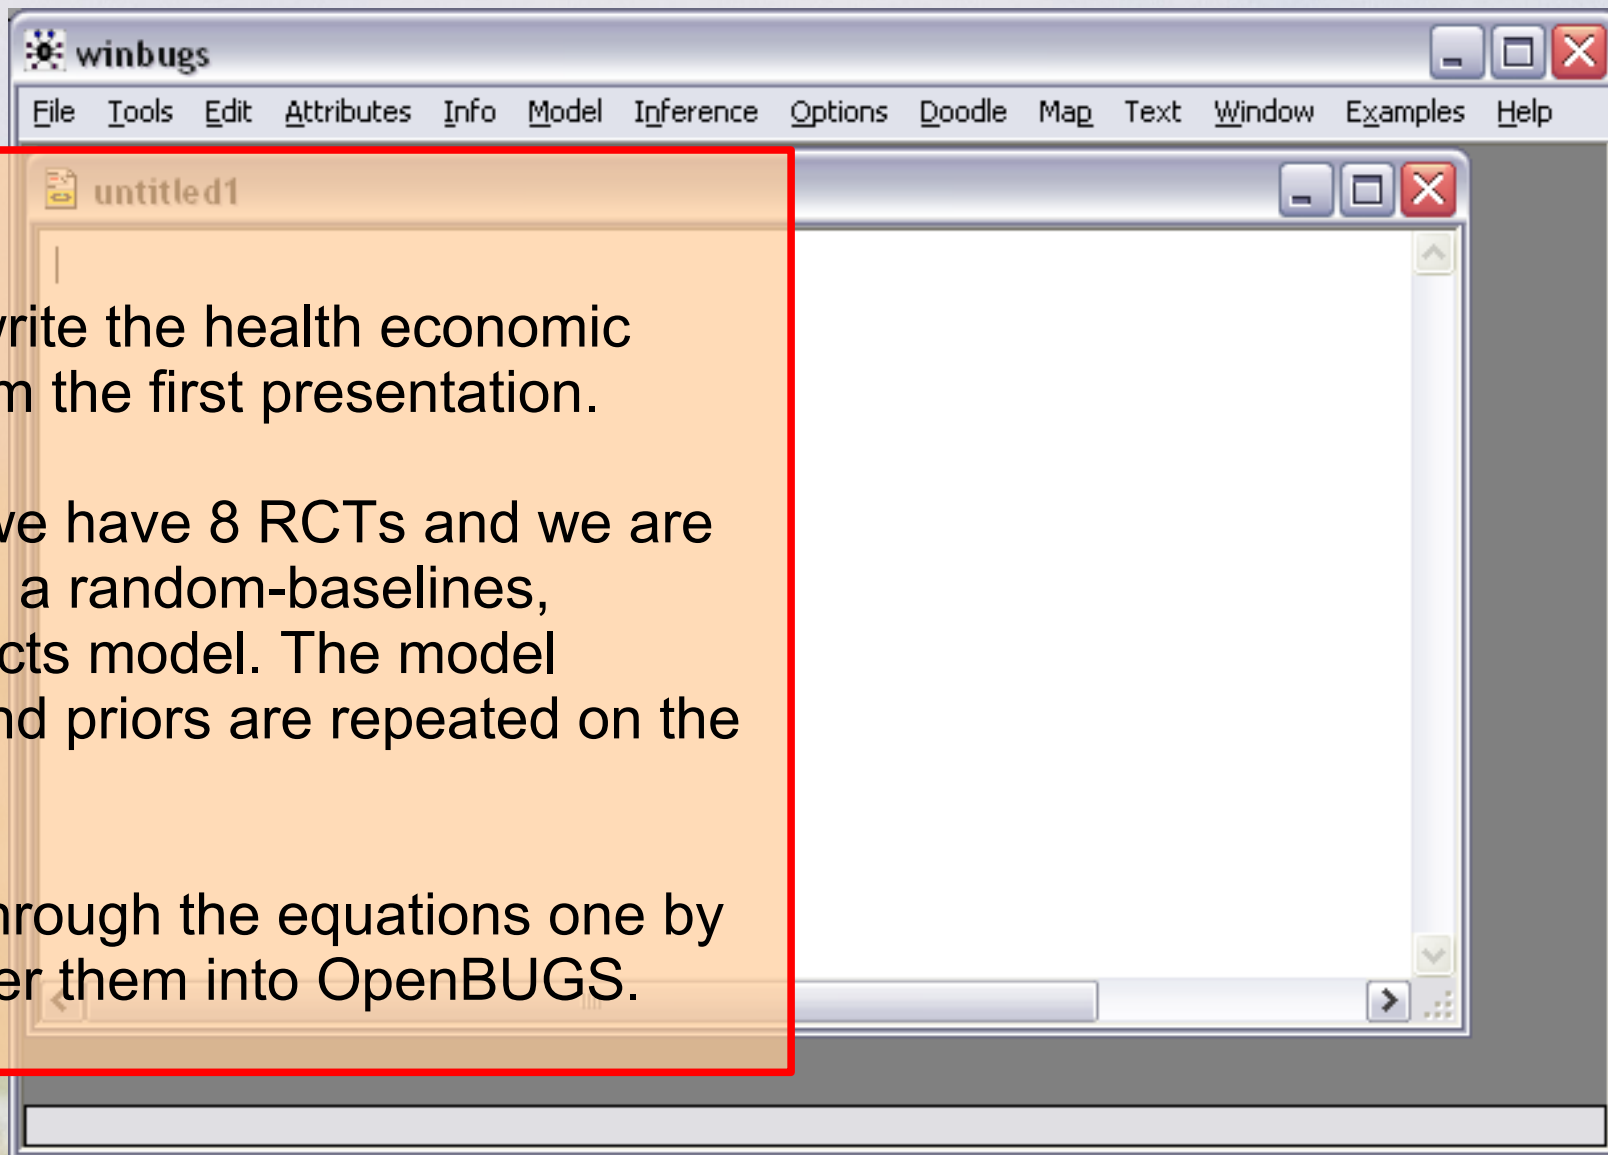 winbugs
File Tools Edit Attributes Info Model Inference Options Doodle Map Text Window Examples Help
untitled1
rite the health economic
m the first presentation.
we have 8 RCTs and we are
a random-baselines,
cts model. The model
nd priors are repeated on the
hrough the equations one by
er them into OpenBUGS.